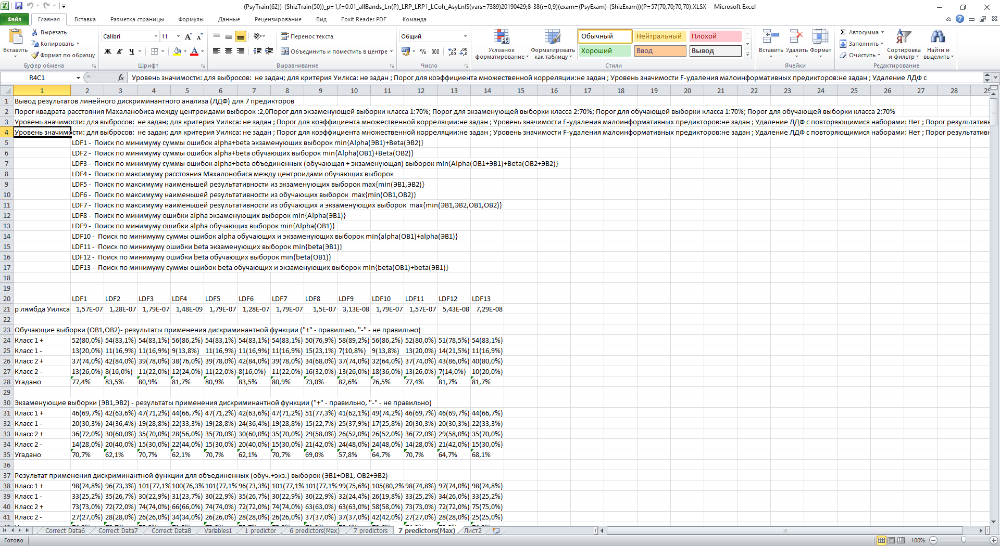 (PsyTrain(62))-(ShizTrain(50))_p=1,f=0.01_allBands_Ln(P)_LRP_LRP1_LCoh_AsyLnIS(vars=7389)20190429;8-38(r=0,9)(exam=(PsyExam)-(ShizExam))(P=57(70,70;70,70).XLSX - Microsoft Excel
Файл Главная Вставка Разметка страницы Формулы Данные Рецензирование Вид Foxit Reader PDF Команда
Вставить Вырезать Копировать Формат по образцу Буфер обмена
Calibri 11 Ж К Ч Шрифт
Перенос текста Объединить и поместить в центре Выравнивание
Общий % 000 Число
Условное форматирование Форматировать как таблицу Обычный Нейтральный Плохой Хороший Ввод Вывод Стили
Вставить Удалить Формат Ячейки
Автосумма Заполнить Очистить Сортировка и фильтр Найти и выделить Редактирование
R4C1 fx Уровень значимости: для выбросов: не задан; для критерия Уилкса: не задан ; Порог для коэффициента множественной корреляции:не задан ; Уровень значимости F-удаления малоинформативных предикторов:не задан ; Удаление ЛДФ с
1 2 3 4 5 6 7 8 9 10 11 12 13 14 15 16 17 18 19 20 21 22 23 24 25 26 27 28 29
1 Вывод результатов линейного дискриминантного анализа (ЛДФ) для 7 предикторов
2 Порог квадрата расстояния Махаланобиса между центроидами выборок :2,0Порог для экзаменующей выборки класса 1:70%; Порог для экзаменующей выборки класса 2:70%; Порог для обучающей выборки класса 1:70%; Порог для обучающей выборки класса 2:70%
3 Уровень значимости: для выбросов: не задан; для критерия Уилкса: не задан ; Порог для коэффициента множественной корреляции:не задан ; Уровень значимости F-удаления малоинформативных предикторов:не задан ; Удаление ЛДФ с повторяющимися наборами: Нет ; Порог результативн
4 Уровень значимости: для выбросов: не задан; для критерия Уилкса: не задан ; Порог для коэффициента множественной корреляции:не задан ; Уровень значимости F-удаления малоинформативных предикторов:не задан ; Удаление ЛДФ с повторяющимися наборами: Нет ; Порог результативн
5 LDF1 - Поиск по минимуму суммы ошибок alpha+beta экзаменующих выборок min{Alpha(ЭВ1)+Beta(ЭВ2)}
6 LDF2 - Поиск по минимуму суммы ошибок alpha+beta обучающих выборок min{Alpha(ОВ1)+Beta(ОВ2)}
7 LDF3 - Поиск по минимуму суммы ошибок alpha+beta объединенных (обучающая + экзаменующая) выборок min{Alpha(ОВ1+ЭВ1)+Beta(ОВ2+ЭВ2)}
8 LDF4 - Поиск по максимуму расстояния Махалонобиса между центроидами обучающих выборок
9 LDF5 - Поиск по максимуму наименьшей результативности из экзаменующих выборок max{min(ЭВ1,ЭВ2)}
10 LDF6 - Поиск по максимуму наименьшей результативности из обучающих выборок max{min(ОВ1,ОВ2)}
11 LDF7 - Поиск по максимуму наименьшей результативности из обучающих и экзаменующих выборок max{min(ЭВ1,ЭВ2,ОВ1,ОВ2)}
12 LDF8 - Поиск по минимуму ошибки alpha экзаменующих выборок min{Alpha(ЭВ1)}
13 LDF9 - Поиск по минимуму ошибки alpha обучающих выборок min{Alpha(ОВ1)}
14 LDF10 - Поиск по минимуму суммы ошибок alpha обучающих и экзаменующих выборок min{alpha(ОВ1)+alpha(ЭВ1)}
15 LDF11 - Поиск по минимуму ошибки beta экзаменующих выборок min{beta(ЭВ1)}
16 LDF12 - Поиск по минимуму ошибки beta обучающих выборок min{beta(ОВ1)}
17 LDF13 - Поиск по минимуму суммы ошибок beta обучающих и экзаменующих выборок min{beta(ОВ1)+beta(ЭВ1)}
18
19
20 LDF1 LDF2 LDF3 LDF4 LDF5 LDF6 LDF7 LDF8 LDF9 LDF10 LDF11 LDF12 LDF13
21 р лямбда Уилкса 1,57E-07 1,28E-07 1,79E-07 1,48E-09 1,79E-07 1,28E-07 1,79E-07 1,5E-07 3,13E-08 1,79E-07 1,57E-07 5,43E-08 7,29E-08
22
23 Обучающие выборки (ОВ1,ОВ2)- результаты применения дискриминантной функции ("+" - правильно, "-" - не правильно)
24 Класс 1 + 52(80,0%) 54(83,1%) 54(83,1%) 56(86,2%) 54(83,1%) 54(83,1%) 54(83,1%) 50(76,9%) 58(89,2%) 56(86,2%) 52(80,0%) 51(78,5%) 54(83,1%)
25 Класс 1 - 13(20,0%) 11(16,9%) 11(16,9%) 9(13,8%) 11(16,9%) 11(16,9%) 11(16,9%) 15(23,1%) 7(10,8%) 9(13,8%) 13(20,0%) 14(21,5%) 11(16,9%)
26 Класс 2 + 37(74,0%) 42(84,0%) 39(78,0%) 38(76,0%) 39(78,0%) 42(84,0%) 39(78,0%) 34(68,0%) 37(74,0%) 32(64,0%) 37(74,0%) 43(86,0%) 40(80,0%)
27 Класс 2 - 13(26,0%) 8(16,0%) 11(22,0%) 12(24,0%) 11(22,0%) 8(16,0%) 11(22,0%) 16(32,0%) 13(26,0%) 18(36,0%) 13(26,0%) 7(14,0%) 10(20,0%)
28 Угадано 77,4% 83,5% 80,9% 81,7% 80,9% 83,5% 80,9% 73,0% 82,6% 76,5% 77,4% 81,7% 81,7%
29
30 Экзаменующие выборки (ЭВ1,ЭВ2) - результаты применения дискриминантной функции ("+" - правильно, "-" - не правильно)
31 Класс 1 + 46(69,7%) 42(63,6%) 47(71,2%) 44(66,7%) 47(71,2%) 42(63,6%) 47(71,2%) 51(77,3%) 41(62,1%) 49(74,2%) 46(69,7%) 46(69,7%) 44(66,7%)
32 Класс 1 - 20(30,3%) 24(36,4%) 19(28,8%) 22(33,3%) 19(28,8%) 24(36,4%) 19(28,8%) 15(22,7%) 25(37,9%) 17(25,8%) 20(30,3%) 20(30,3%) 22(33,3%)
33 Класс 2 + 36(72,0%) 30(60,0%) 35(70,0%) 28(56,0%) 35(70,0%) 30(60,0%) 35(70,0%) 29(58,0%) 26(52,0%) 26(52,0%) 36(72,0%) 29(58,0%) 35(70,0%)
34 Класс 2 - 14(28,0%) 20(40,0%) 15(30,0%) 22(44,0%) 15(30,0%) 20(40,0%) 15(30,0%) 21(42,0%) 24(48,0%) 24(48,0%) 14(28,0%) 21(42,0%) 15(30,0%)
35 Угадано 70,7% 62,1% 70,7% 62,1% 70,7% 62,1% 70,7% 69,0% 57,8% 64,7% 70,7% 64,7% 68,1%
36
37 Результат применения дискриминантной функции для объединенных (обуч.+экз.) выборок (ЭВ1+ОВ1, ОВ2+ЭВ2)
38 Класс 1 + 98(74,8%) 96(73,3%) 101(77,1% 100(76,3% 101(77,1% 96(73,3%) 101(77,1% 101(77,1% 99(75,6%) 105(80,2% 98(74,8%) 97(74,0%) 98(74,8%)
39 Класс 1 - 33(25,2%) 35(26,7%) 30(22,9%) 31(23,7%) 30(22,9%) 35(26,7%) 30(22,9%) 30(22,9%) 32(24,4%) 26(19,8%) 33(25,2%) 34(26,0%) 33(25,2%)
40 Класс 2 + 73(73,0%) 72(72,0%) 74(74,0%) 66(66,0%) 74(74,0%) 72(72,0%) 74(74,0%) 63(63,0%) 63(63,0%) 58(58,0%) 73(73,0%) 72(72,0%) 75(75,0%)
41 Класс 2 - 27(27,0%) 28(28,0%) 26(26,0%) 34(34,0%) 26(26,0%) 28(28,0%) 26(26,0%) 37(37,0%) 37(37,0%) 42(42,0%) 27(27,0%) 28(28,0%) 25(25,0%)
Correct Data6 Correct Data7 Correct Data8 Variables1 1 predictor 6 predictors(Max) 7 predictors 7 predictors(Max) Лист2
Готово 100%